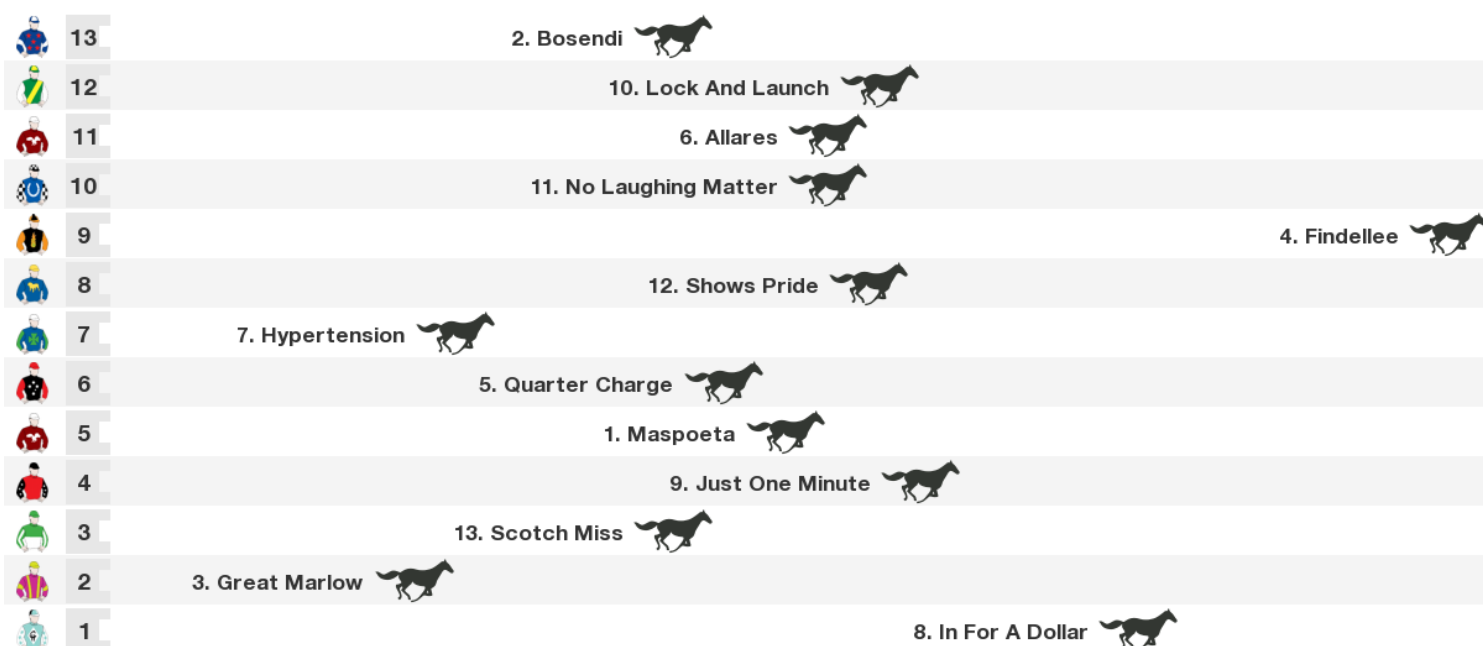 13 2. Bosendi
12 10. Lock And Launch
11 6. Allares
10 11. No Laughing Matter
9 4. Findellee
8 12. Shows Pride
7 7. Hypertension
6 5. Quarter Charge
5 1. Maspoeta
4 9. Just One Minute
3 13. Scotch Miss
2 3. Great Marlow
1 8. In For A Dollar